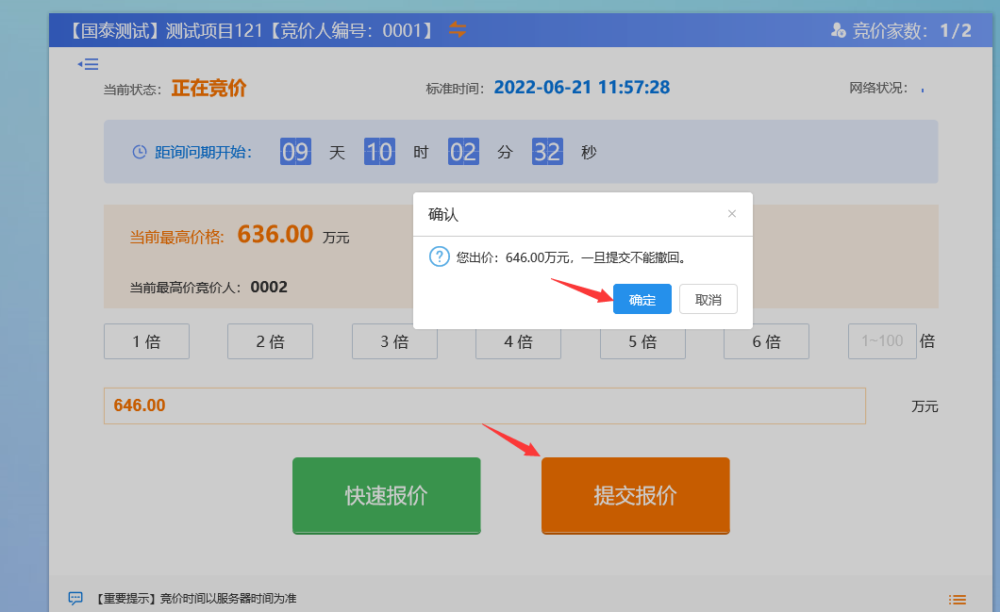 【国泰测试】测试项目121【竞价人编号：0001】 竞价家数：1/2
当前状态：正在竞价 标准时间：2022-06-21 11:57:28 网络状况：
距询问期开始：09 天 10 时 02 分 32 秒
确认 ×
当前最高价格：636.00 万元
您出价：646.00万元，一旦提交不能撤回。
当前最高价竞价人：0002
确定 取消
1 倍 2 倍 3 倍 4 倍 5 倍 6 倍 1~100 倍
646.00 万元
快速报价 提交报价
【重要提示】竞价时间以服务器时间为准